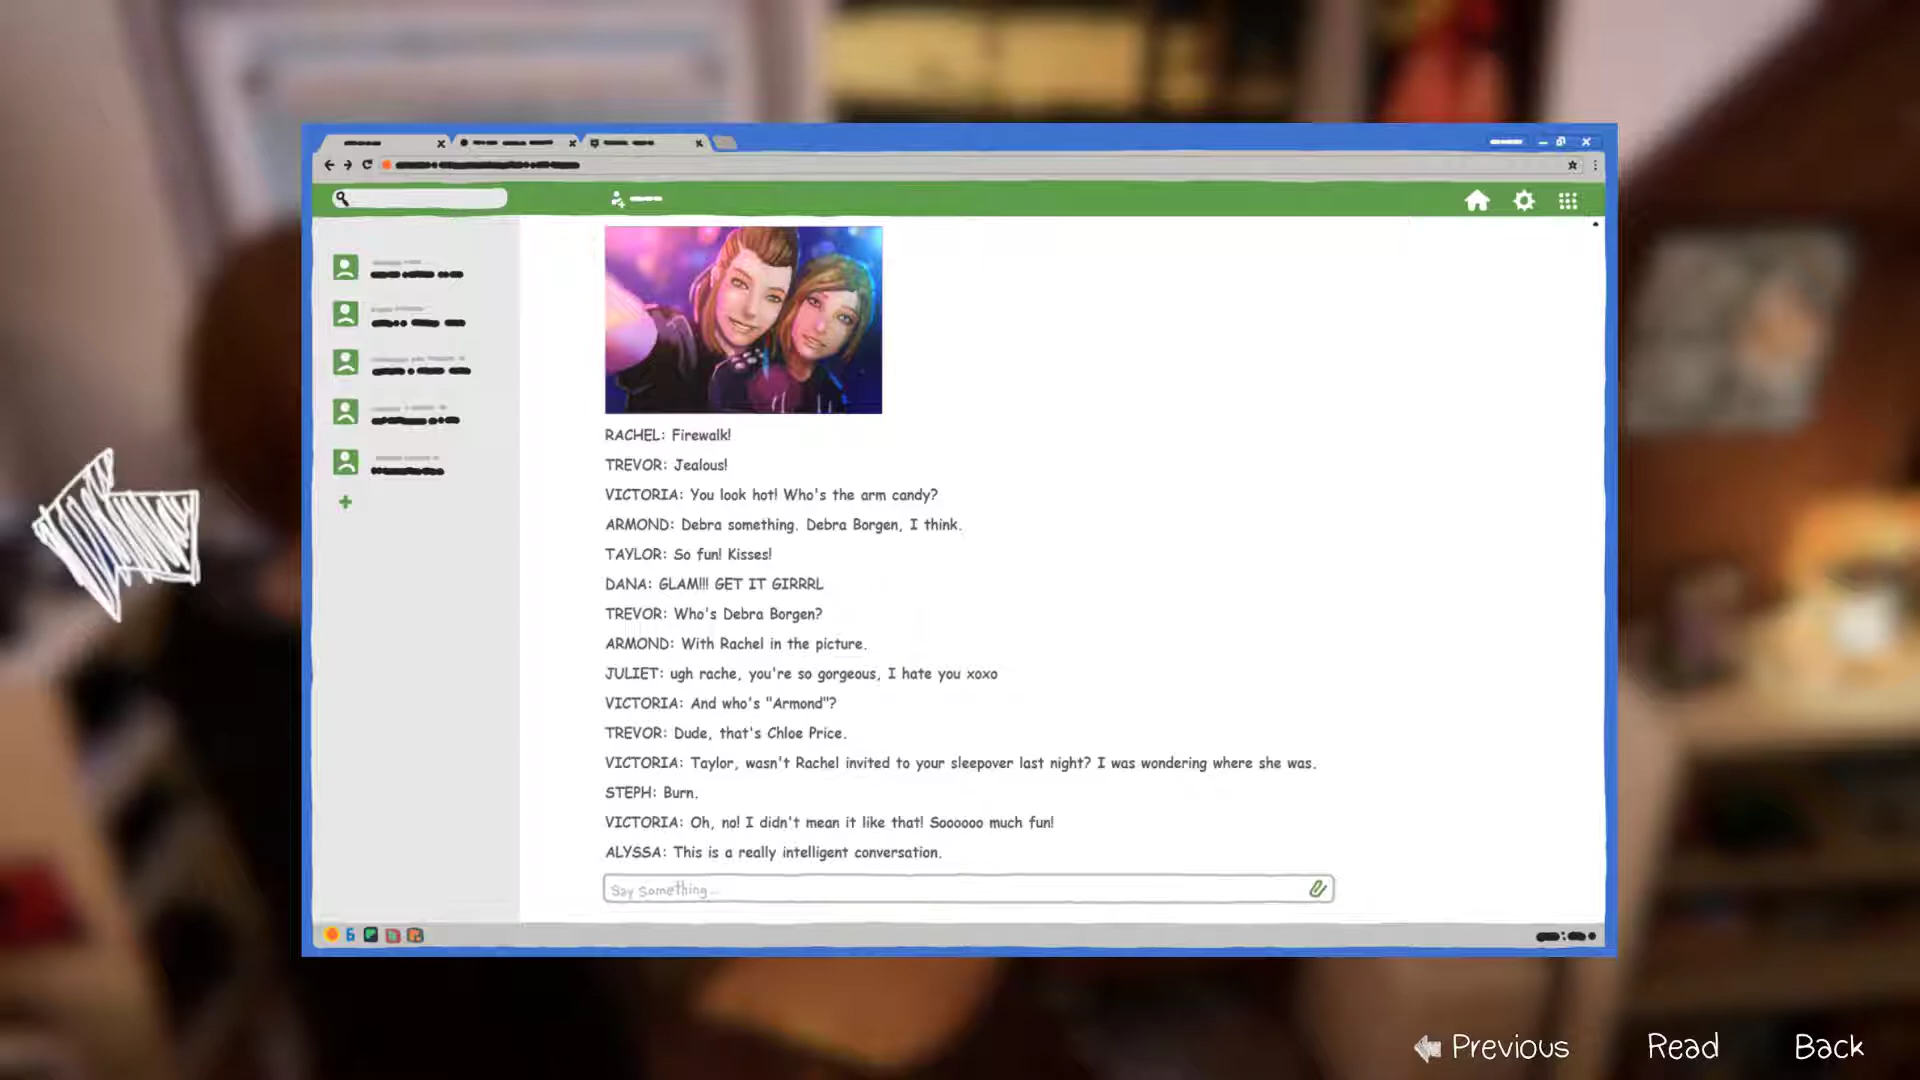 RACHEL: Firewalk!
TREVOR: Jealous!
VICTORIA: You look hot! Who's the arm candy?
ARMOND: Debra something. Debra Borgen, I think.
TAYLOR: So fun! Kisses!
DANA: GLAM!!! GET IT GIRRRL
TREVOR: Who's Debra Borgen?
ARMOND: With Rachel in the picture.
JULIET: ugh rache, you're so gorgeous, I hate you xoxo
VICTORIA: And who's "Armond"?
TREVOR: Dude, that's Chloe Price.
VICTORIA: Taylor, wasn't Rachel invited to your sleepover last night? I was wondering where she was.
STEPH: Burn.
VICTORIA: Oh, no! I didn't mean it like that! Soooooo much fun!
ALYSSA: This is a really intelligent conversation.
Say Something...
Previous Read Back